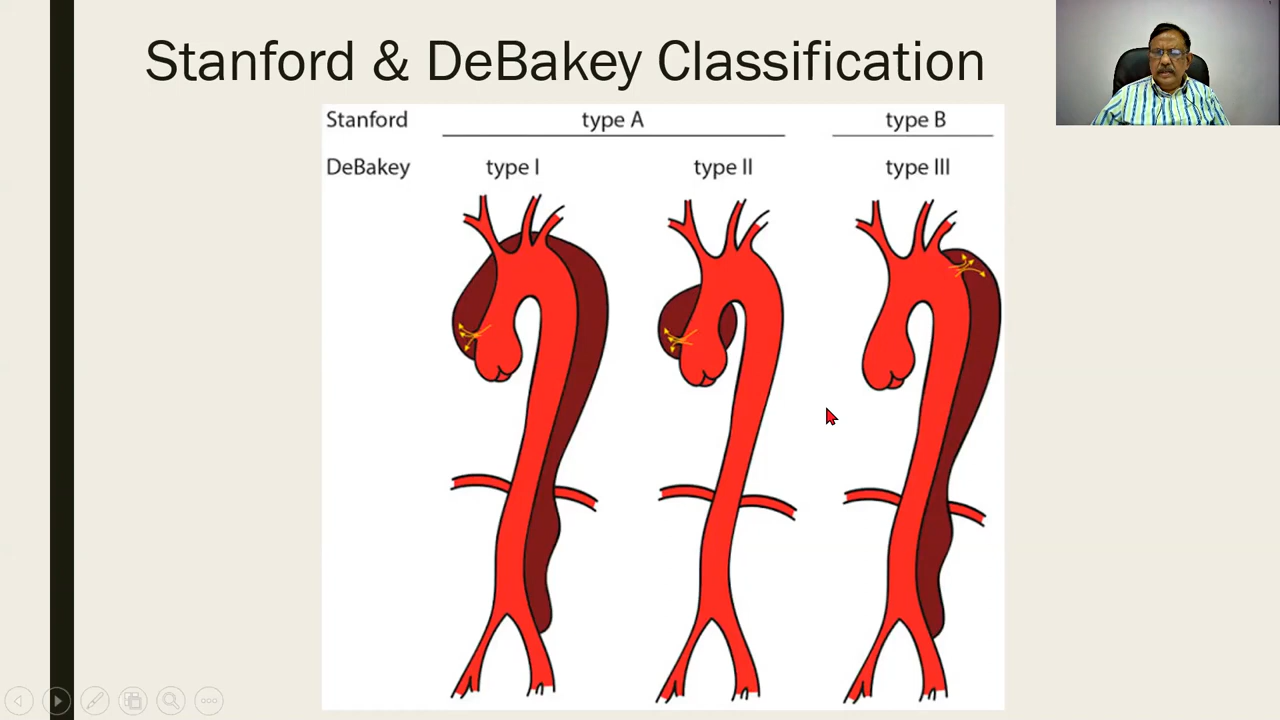 Stanford & DeBakey Classification
Stanford type A type B
DeBakey type I type II type III